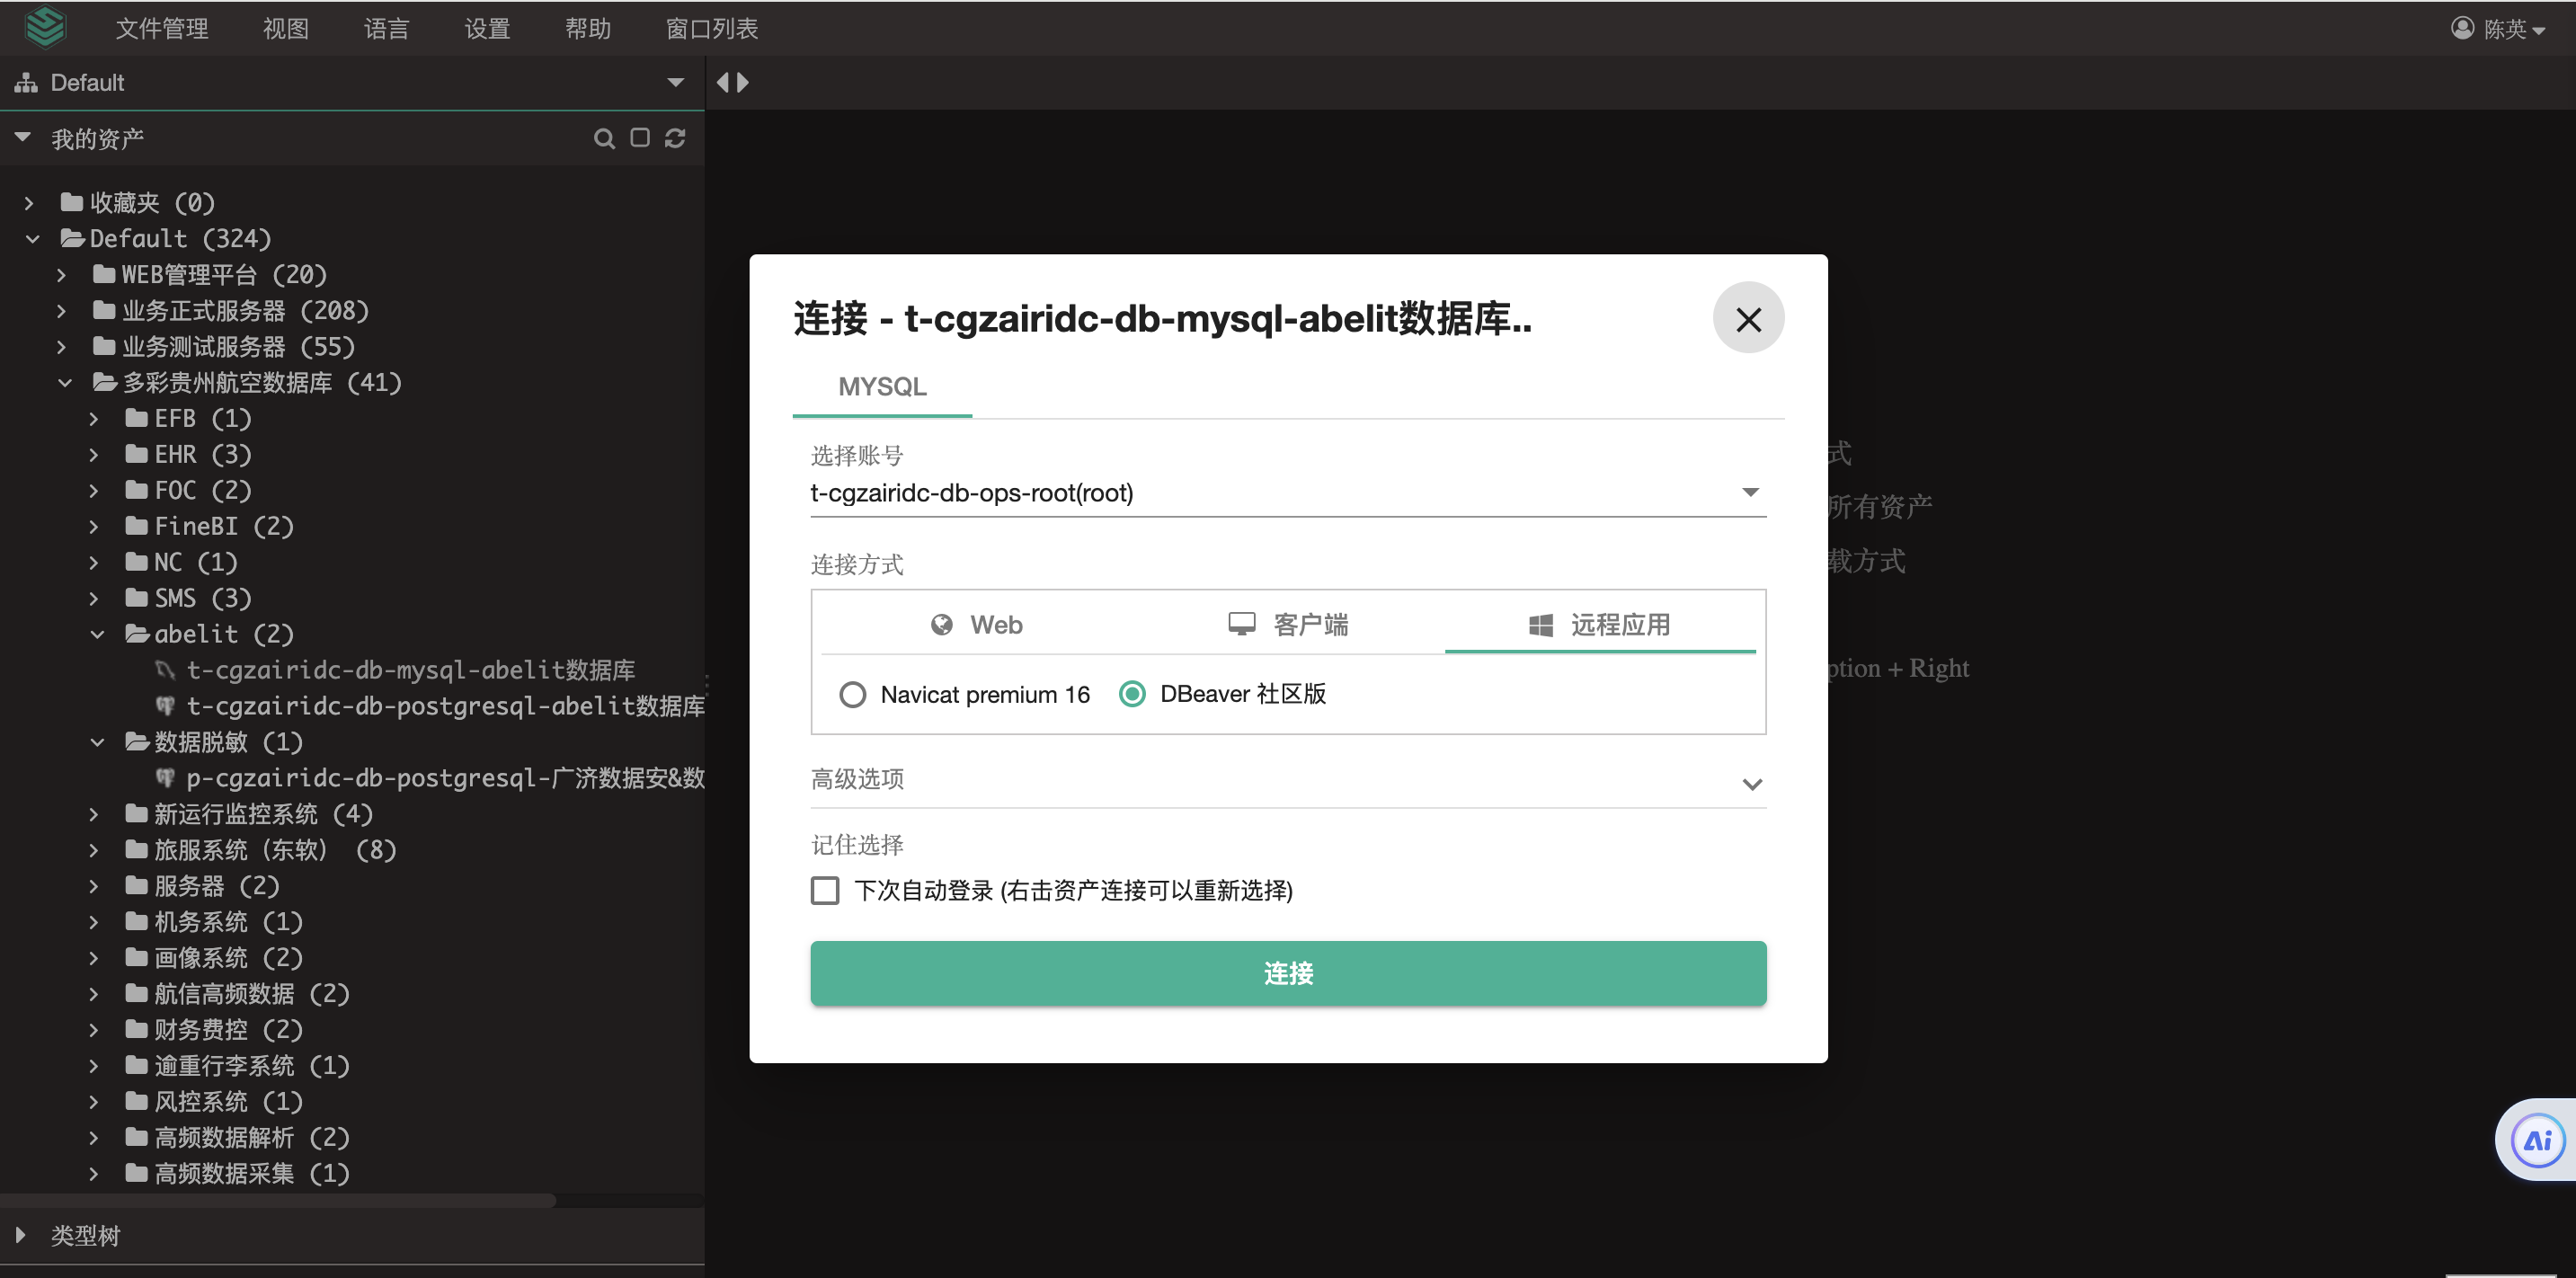 文件管理 视图 语言 设置 帮助 窗口列表 陈英
Default
我的资产
收藏夹 (0)
Default (324)
WEB管理平台 (20)
业务正式服务器 (208)
业务测试服务器 (55)
多彩贵州航空数据库 (41)
EFB (1)
EHR (3)
FOC (2)
FineBI (2)
NC (1)
SMS (3)
abelit (2)
t-cgzairidc-db-mysql-abelit数据库
t-cgzairidc-db-postgresql-abelit数据库
数据脱敏 (1)
p-cgzairidc-db-postgresql-广济数据安&数
新运行监控系统 (4)
旅服系统（东软） (8)
服务器 (2)
机务系统 (1)
画像系统 (2)
航信高频数据 (2)
财务费控 (2)
逾重行李系统 (1)
风控系统 (1)
高频数据解析 (2)
高频数据采集 (1)
类型树
连接 - t-cgzairidc-db-mysql-abelit数据库..
MYSQL
选择账号
t-cgzairidc-db-ops-root(root)
连接方式
Web 客户端 远程应用
Navicat premium 16 DBeaver 社区版
高级选项
记住选择
下次自动登录 (右击资产连接可以重新选择)
连接
式
所有资产
载方式
ption + Right
Ai